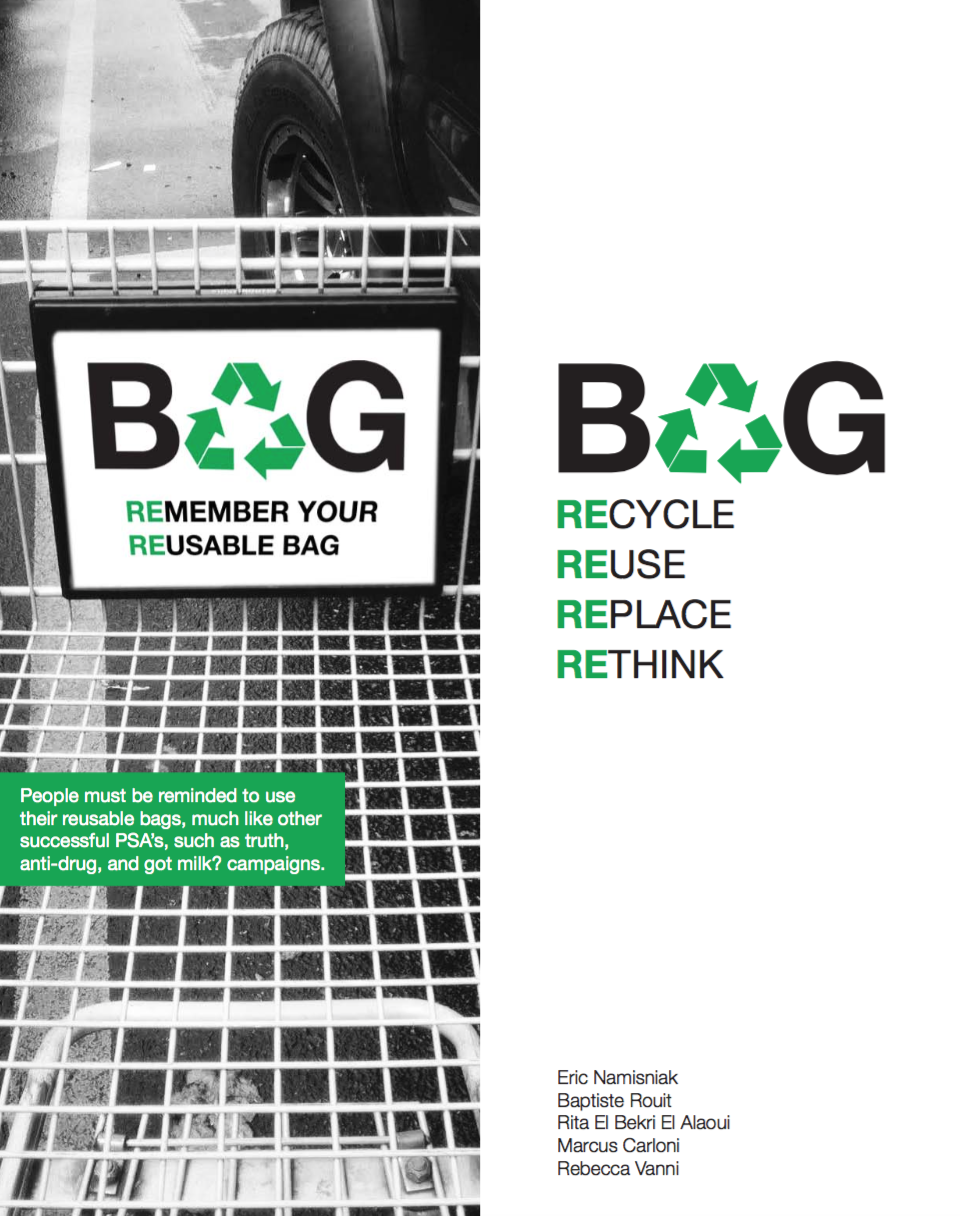 BAG
REMEMBER YOUR
REUSABLE BAG
People must be reminded to use
their reusable bags, much like other
successful PSA's, such as truth,
anti-drug, and got milk? campaigns.
BAG
RECYCLE
REUSE
REPLACE
RETHINK
Eric Namisniak
Baptiste Rouit
Rita El Bekri El Alaoui
Marcus Carloni
Rebecca Vanni